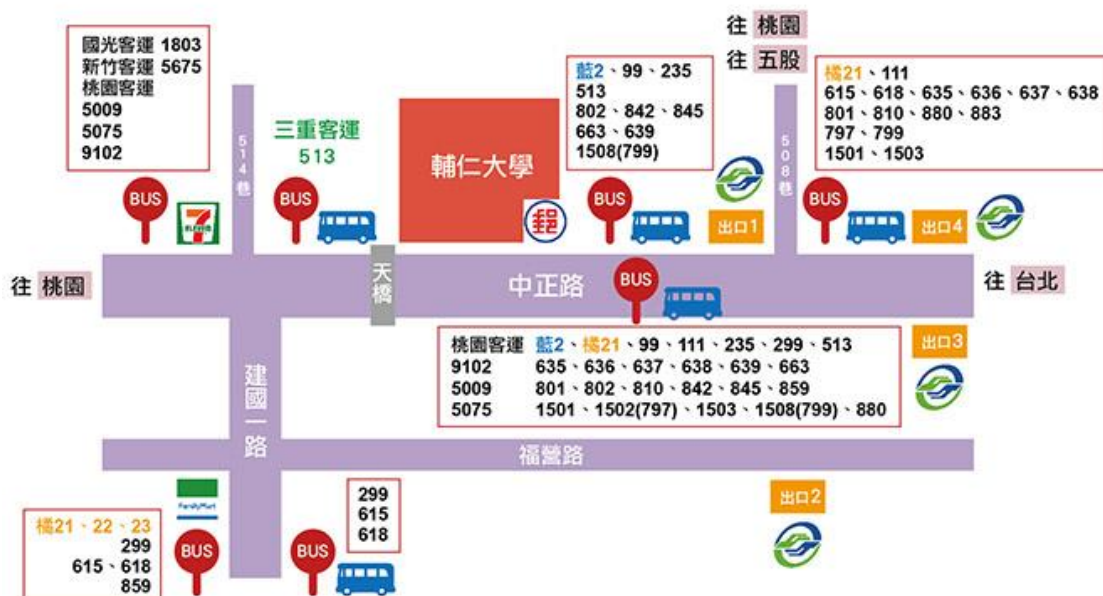 往 桃園
往 五股
國光客運 1803
新竹客運 5675
桃園客運
5009
5075
9102
BUS
7
ELEVEN
514巷
三重客運
513
BUS
輔仁大學
郵
藍2、99、235
513
802、842、845
663、639
1508(799)
BUS
出口1
508巷
橘21、111
615、618、635、636、637、638
801、810、880、883
797、799
1501、1503
BUS
出口4
往 桃園
天橋
中正路
BUS
往 台北
桃園客運 藍2、橘21、99、111、235、299、513
9102 635、636、637、638、639、663
5009 801、802、810、842、845、859
5075 1501、1502(797)、1503、1508(799)、880
出口3
建國一路
福營路
FamilyMart
橘21、22、23
299
615、618
859
BUS
BUS
299
615
618
出口2